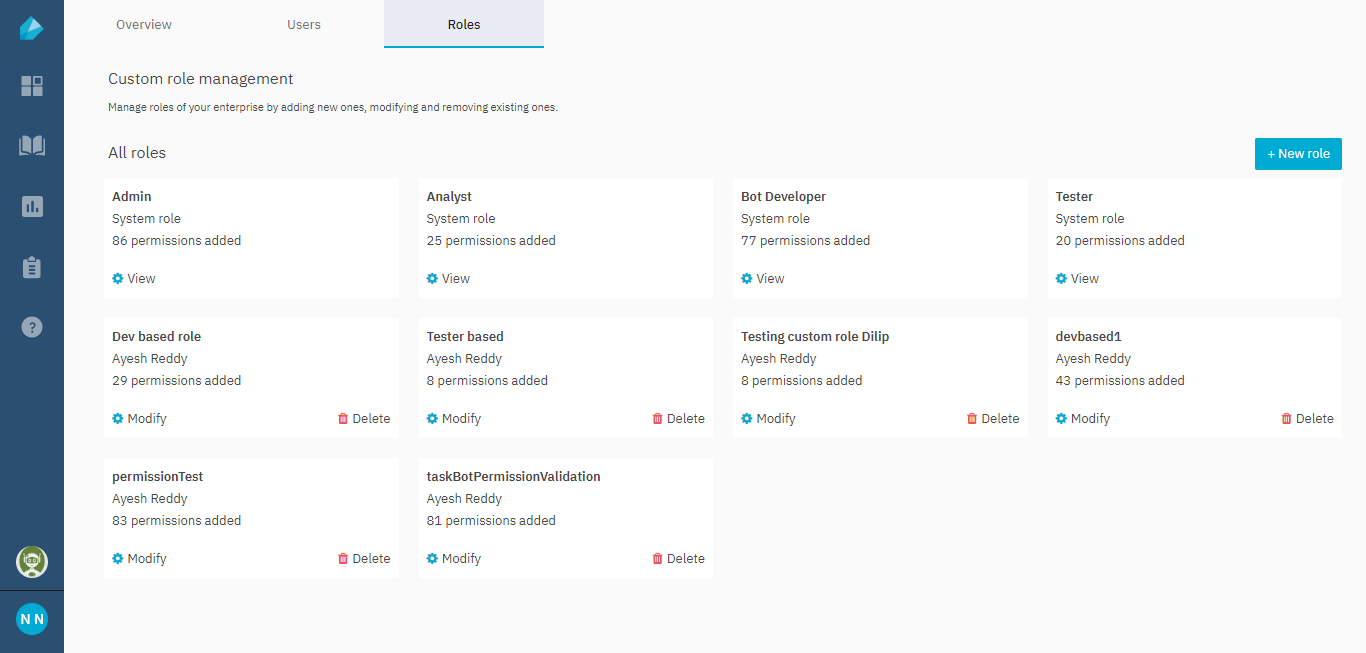 Overview
Users
Roles
Custom role management
Manage roles of your enterprise by adding new ones, modifying and removing existing ones.
All roles
+ New role
Admin
System role
86 permissions added
View
Analyst
System role
25 permissions added
View
Bot Developer
System role
77 permissions added
View
Tester
System role
20 permissions added
View
Dev based role
Ayesh Reddy
29 permissions added
Modify
Delete
Tester based
Ayesh Reddy
8 permissions added
Modify
Delete
Testing custom role Dilip
Ayesh Reddy
8 permissions added
Modify
Delete
devbased1
Ayesh Reddy
43 permissions added
Modify
Delete
permissionTest
Ayesh Reddy
83 permissions added
Modify
Delete
taskBotPermissionValidation
Ayesh Reddy
81 permissions added
Modify
Delete
?
N N